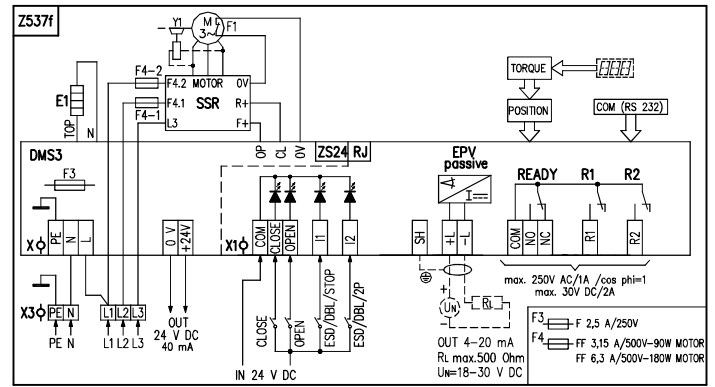 Z537f
Y1
M
3~
F1
F4-2
F4.2 MOTOR 0V
E1
F4.1 SSR R+
F4-1
L3 F+
TOP
N
TORQUE
POSITION
COM (RS 232)
OP
CL
0V
DMS3
ZS24 RJ
EPV
passive
F3
I
READY R1 R2
X
PE
N
L
0 V
+24V
X1
COM
CLOSE
OPEN
I1
I2
SH
+L
-L
COM
NO
NC
R1
R2
X3
PE N
L1 L2 L3
PE N
L1 L2 L3
OUT
24 V DC
40 mA
CLOSE
OPEN
ESD/DBL/STOP
ESD/DBL/2P
IN 24 V DC
+
UN
-
RL
OUT 4-20 mA
RL max.500 Ohm
UN=18-30 V DC
max. 250V AC/1A /cos phi=1
max. 30V DC/2A
F3 F 2,5 A/250V
F4 FF 3,15 A/500V-90W MOTOR
FF 6,3 A/500V-180W MOTOR